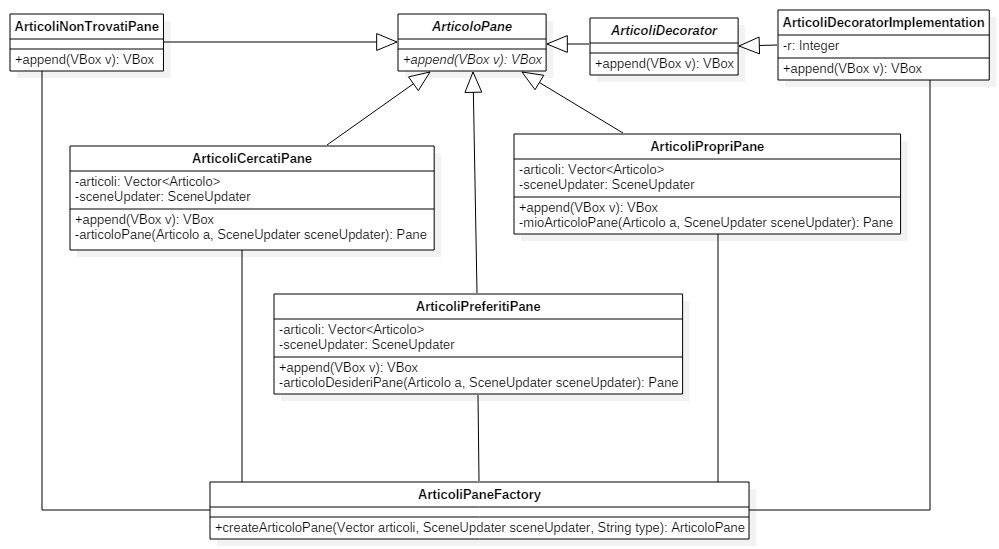 ArticoliNonTrovatiPane
+append(VBox v): VBox
ArticoloPane
+append(VBox v): VBox
ArticoliDecorator
+append(VBox v): VBox
ArticoliDecoratorImplementation
-r: Integer
+append(VBox v): VBox
ArticoliCercatiPane
-articoli: Vector<Articolo>
-sceneUpdater: SceneUpdater
+append(VBox v): VBox
-articoloPane(Articolo a, SceneUpdater sceneUpdater): Pane
ArticoliPropriPane
-articoli: Vector<Articolo>
-sceneUpdater: SceneUpdater
+append(VBox v): VBox
-mioArticoloPane(Articolo a, SceneUpdater sceneUpdater): Pane
ArticoliPreferitiPane
-articoli: Vector<Articolo>
-sceneUpdater: SceneUpdater
+append(VBox v): VBox
-articoloDesideriPane(Articolo a, SceneUpdater sceneUpdater): Pane
ArticoliPaneFactory
+createArticoloPane(Vector articoli, SceneUpdater sceneUpdater, String type): ArticoloPane